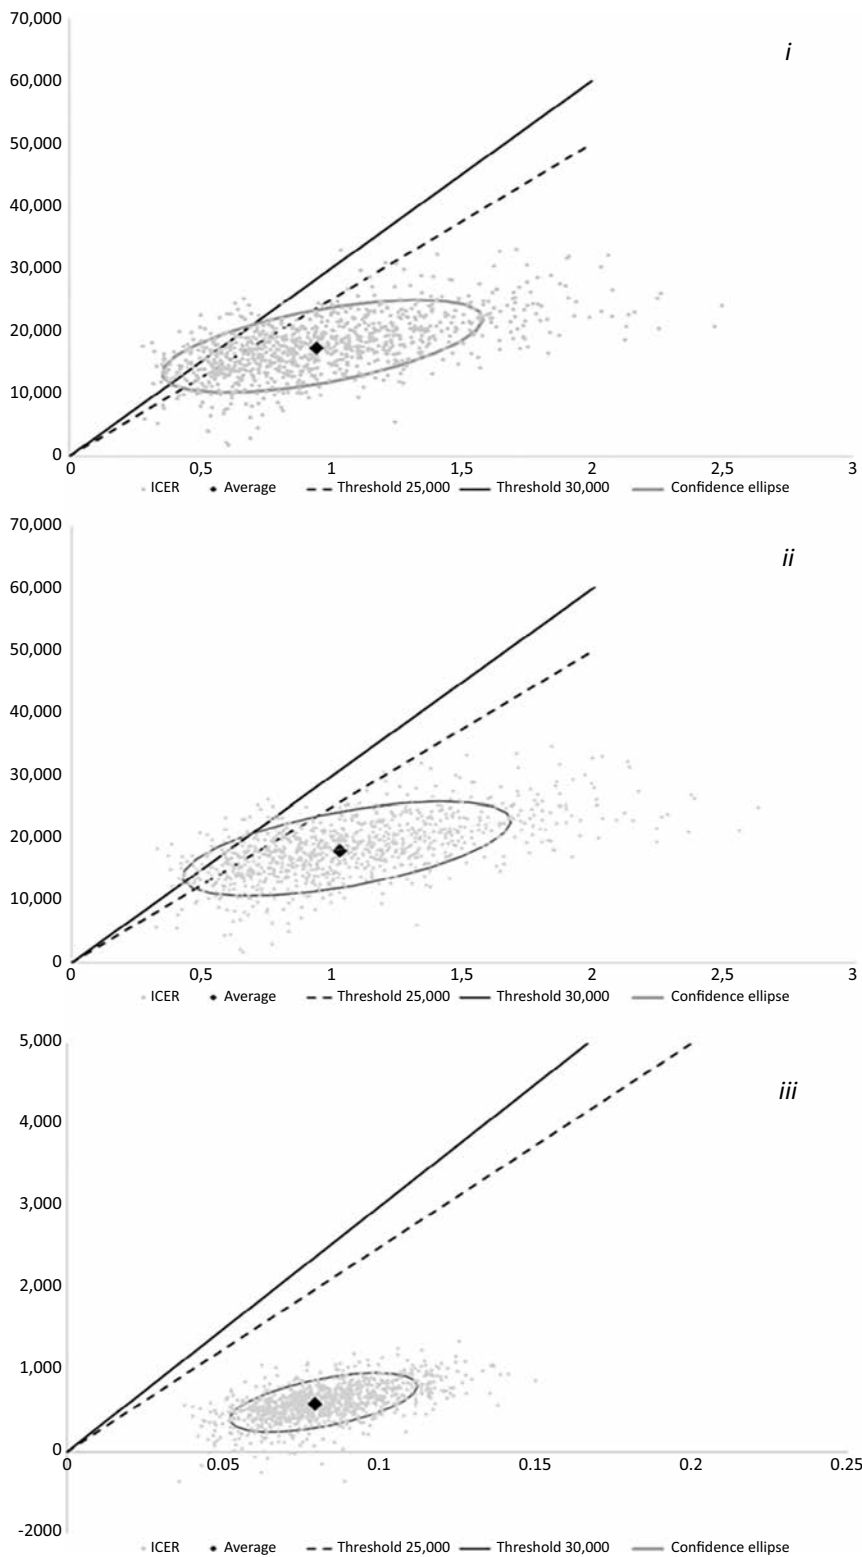 70,000
i
60,000
50,000
40,000
30,000
20,000
10,000
0
0 0,5 1 1,5 2 2,5 3
ICER Average Threshold 25,000 Threshold 30,000 Confidence ellipse
70,000
ii
60,000
50,000
40,000
30,000
20,000
10,000
0
0 0,5 1 1,5 2 2,5 3
ICER Average Threshold 25,000 Threshold 30,000 Confidence ellipse
5,000
iii
4,000
3,000
2,000
1,000
0
0 0.05 0.1 0.15 0.2 0.25
-2000
ICER Average Threshold 25,000 Threshold 30,000 Confidence ellipse